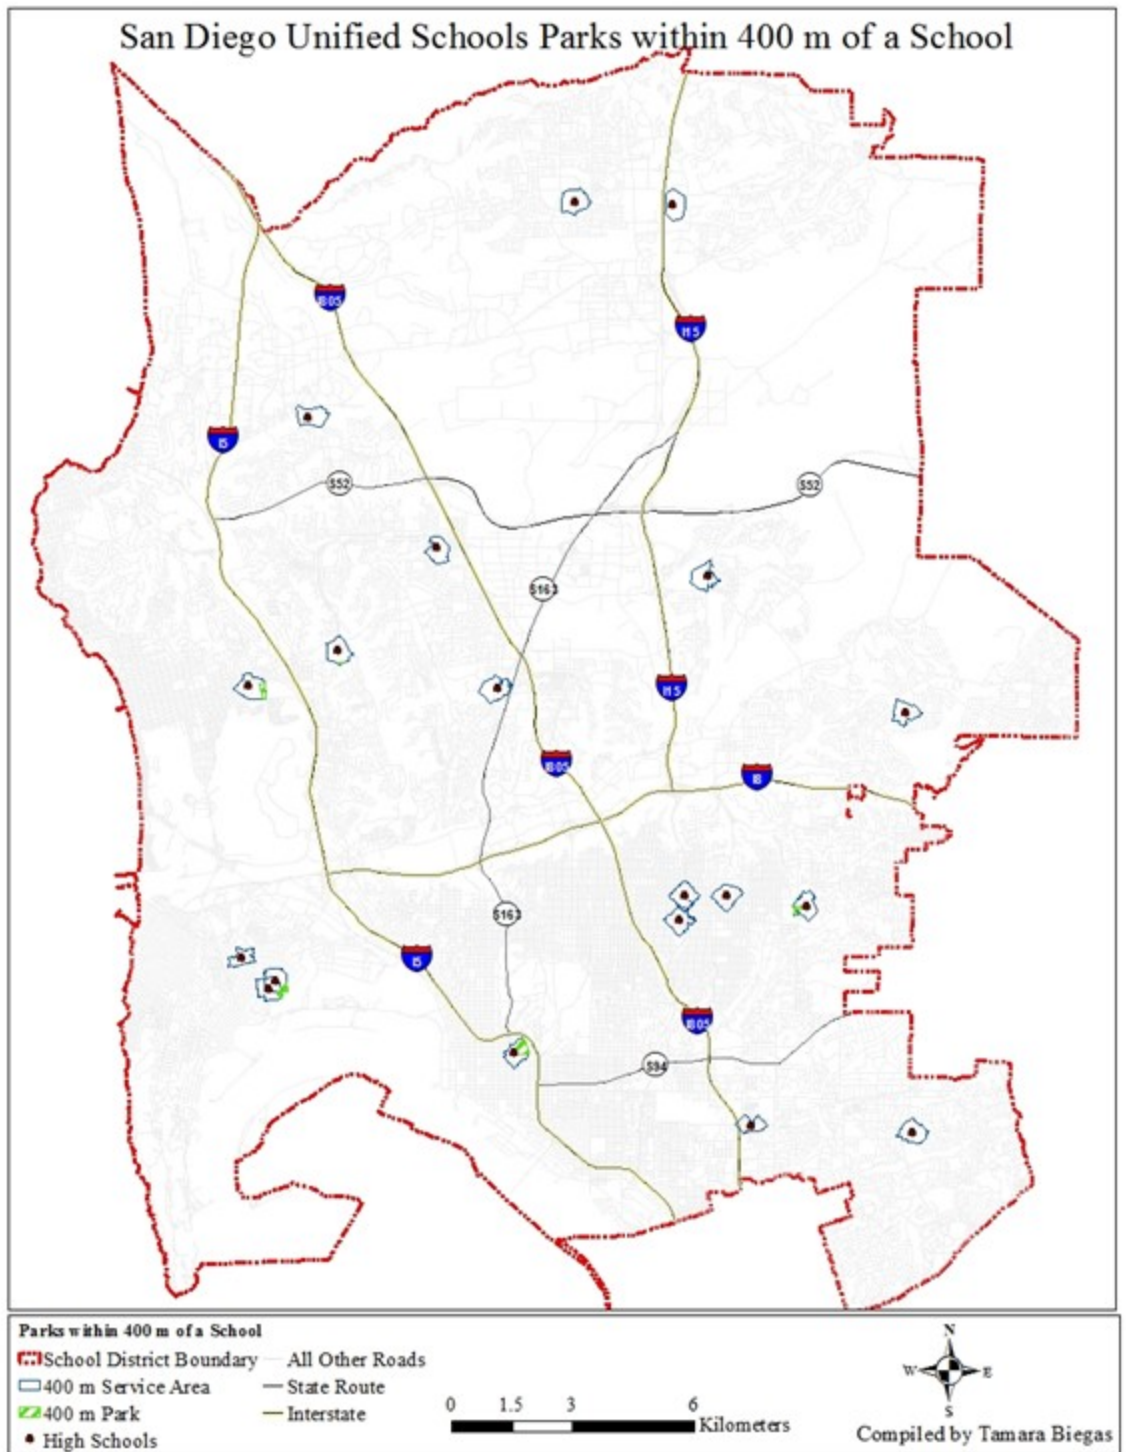 San Diego Unified Schools Parks within 400 m of a School
I805
I15
I5
S52
S52
S163
I15
I805
I8
S163
I5
I805
S94
Parks within 400 m of a School
School District Boundary
All Other Roads
400 m Service Area
State Route
400 m Park
Interstate
High Schools
0 1.5 3 6
Kilometers
N
W E
S
Compiled by Tamara Biegas